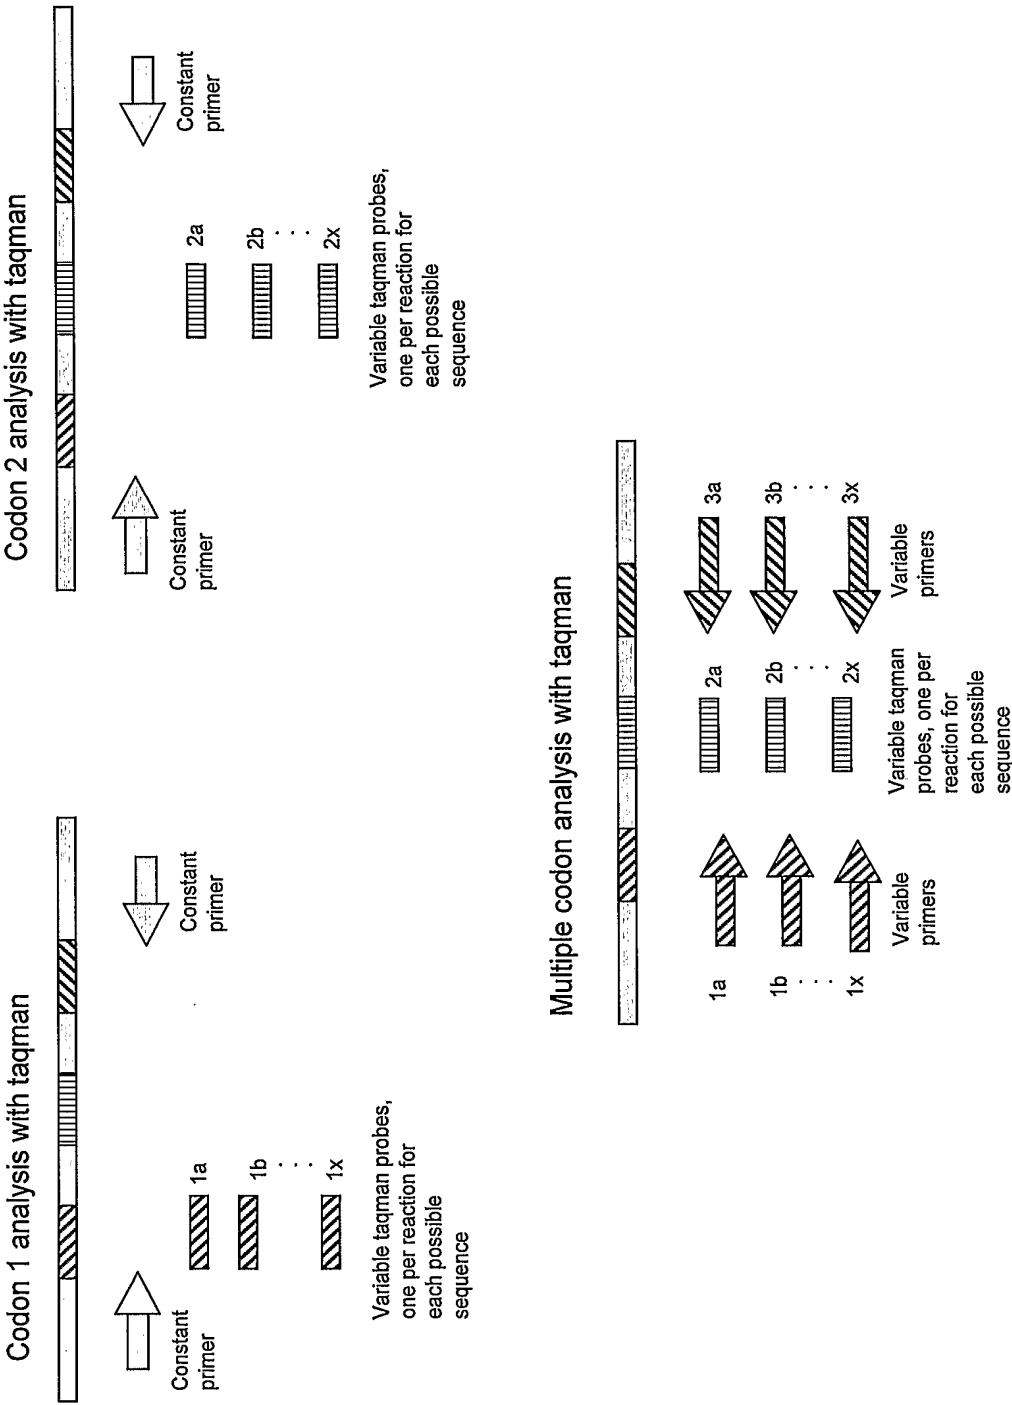 Codon 1 analysis with taqman
Constant
primer
Constant
primer
1a
1b
. . .
1x
Variable taqman probes,
one per reaction for
each possible
sequence
Codon 2 analysis with taqman
Constant
primer
Constant
primer
2a
2b
. . .
2x
Variable taqman probes,
one per reaction for
each possible
sequence
Multiple codon analysis with taqman
1a
1b
. . .
1x
Variable
primers
2a
2b
. . .
2x
Variable taqman
probes, one per
reaction for
each possible
sequence
3a
3b
. . .
3x
Variable
primers